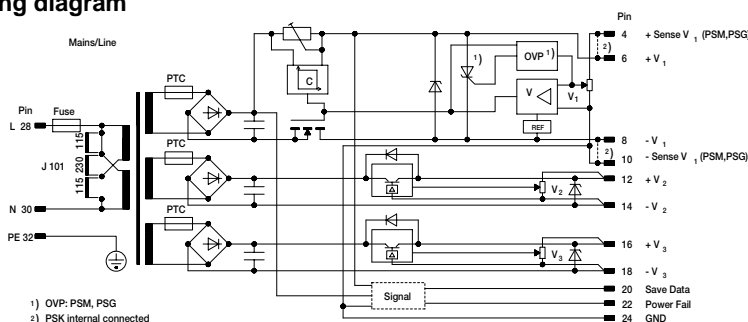 ng diagram
Mains/Line
Pin
4 + Sense V 1 (PSM,PSG)
2)
6 + V 1
PTC
C
1)
OVP 1)
V
V1
REF
Pin
Fuse
L 28
115
J 101
230
115
8 - V 1
2)
10 - Sense V 1 (PSM,PSG)
PTC
12 + V 2
V2
14 - V 2
N 30
PTC
PE 32
16 + V 3
V3
18 - V 3
Signal
20 Save Data
22 Power Fail
24 GND
1) OVP: PSM, PSG
2) PSK internal connected